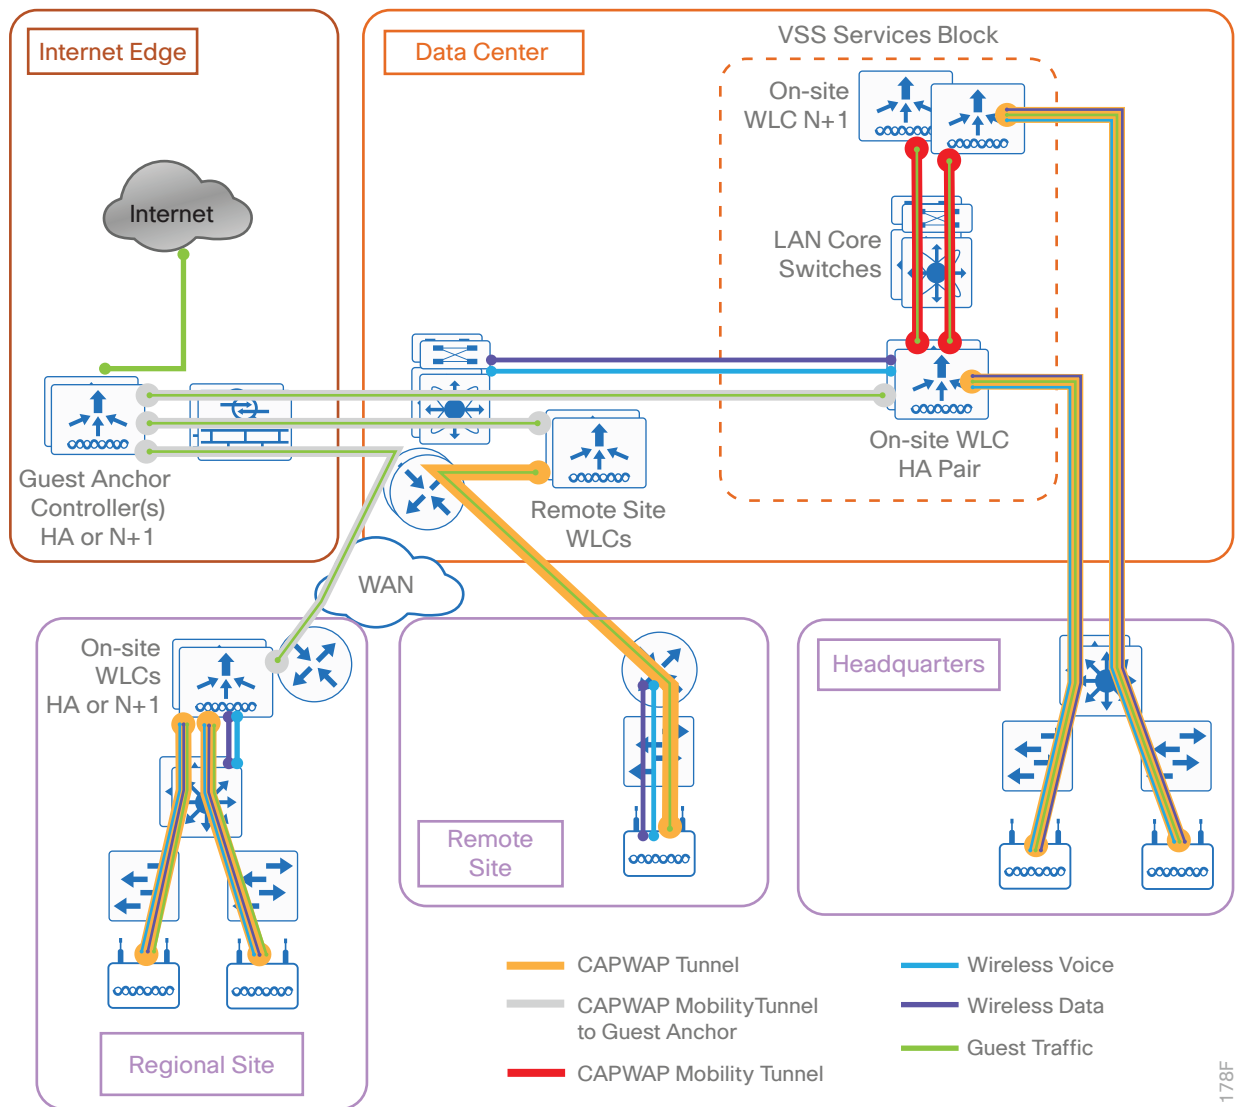 Internet Edge
Data Center
VSS Services Block
On-site
WLC N+1
Internet
LAN Core
Switches
Guest Anchor
Controller(s)
HA or N+1
On-site WLC
HA Pair
Remote Site
WLCs
WAN
On-site
WLCs
HA or N+1
Headquarters
Remote
Site
Regional Site
CAPWAP Tunnel
CAPWAP Mobility Tunnel
to Guest Anchor
CAPWAP Mobility Tunnel
Wireless Voice
Wireless Data
Guest Traffic
178F